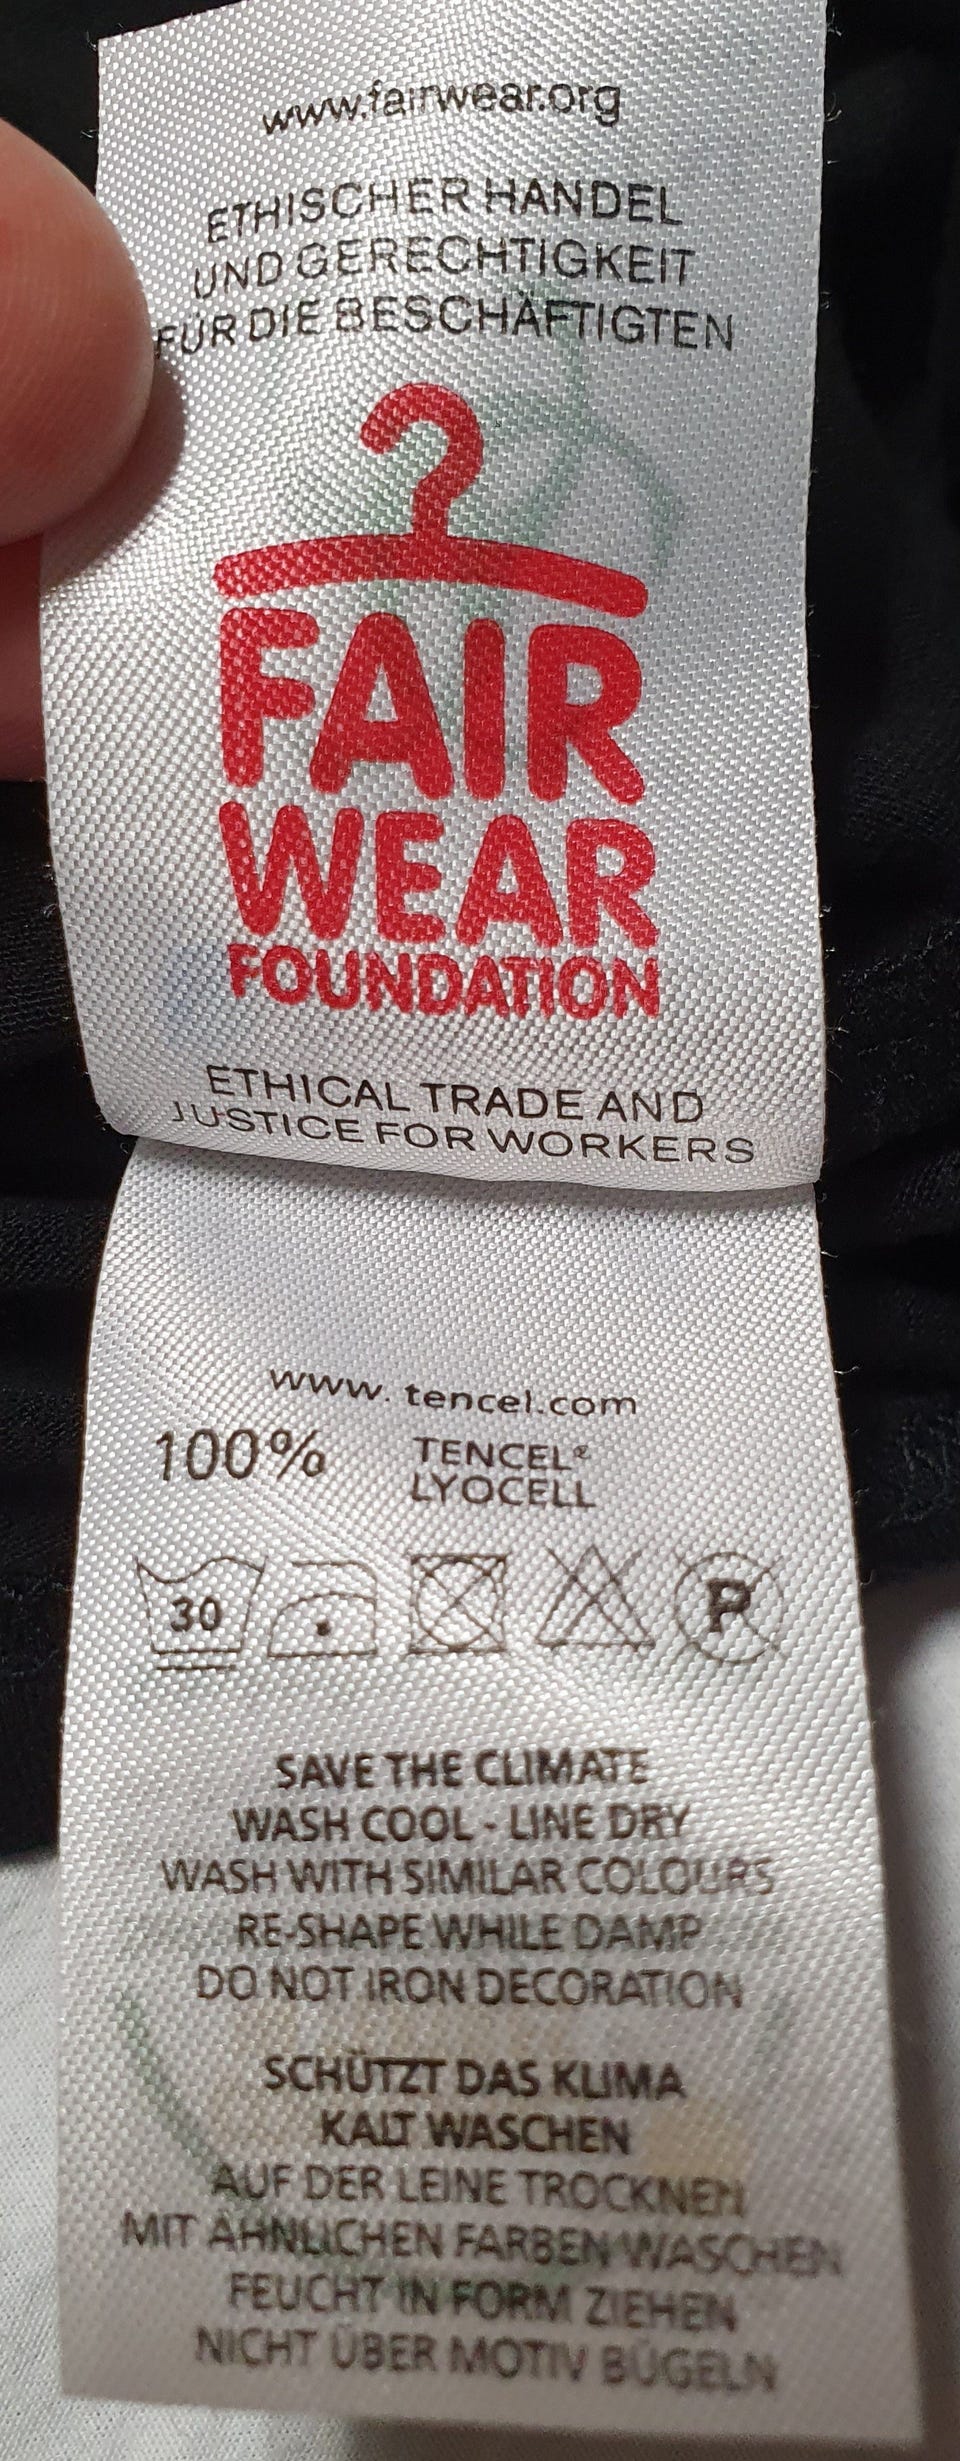 www.fairwear.org
ETHISCHER HANDEL
UND GERECHTIGKEIT
FÜR DIE BESCHÄFTIGTEN
FAIR
WEAR
FOUNDATION
ETHICAL TRADE AND
JUSTICE FOR WORKERS
www. tencel.com
100% TENCEL®
LYOCELL
30
P
SAVE THE CLIMATE
WASH COOL - LINE DRY
WASH WITH SIMILAR COLOURS
RE-SHAPE WHILE DAMP
DO NOT IRON DECORATION
SCHÜTZT DAS KLIMA
KALT WASCHEN
AUF DER LEINE TROCKNEN
MIT ÄHNLICHEN FARBEN WASCHEN
FEUCHT IN FORM ZIEHEN
NICHT ÜBER MOTIV BÜGELN